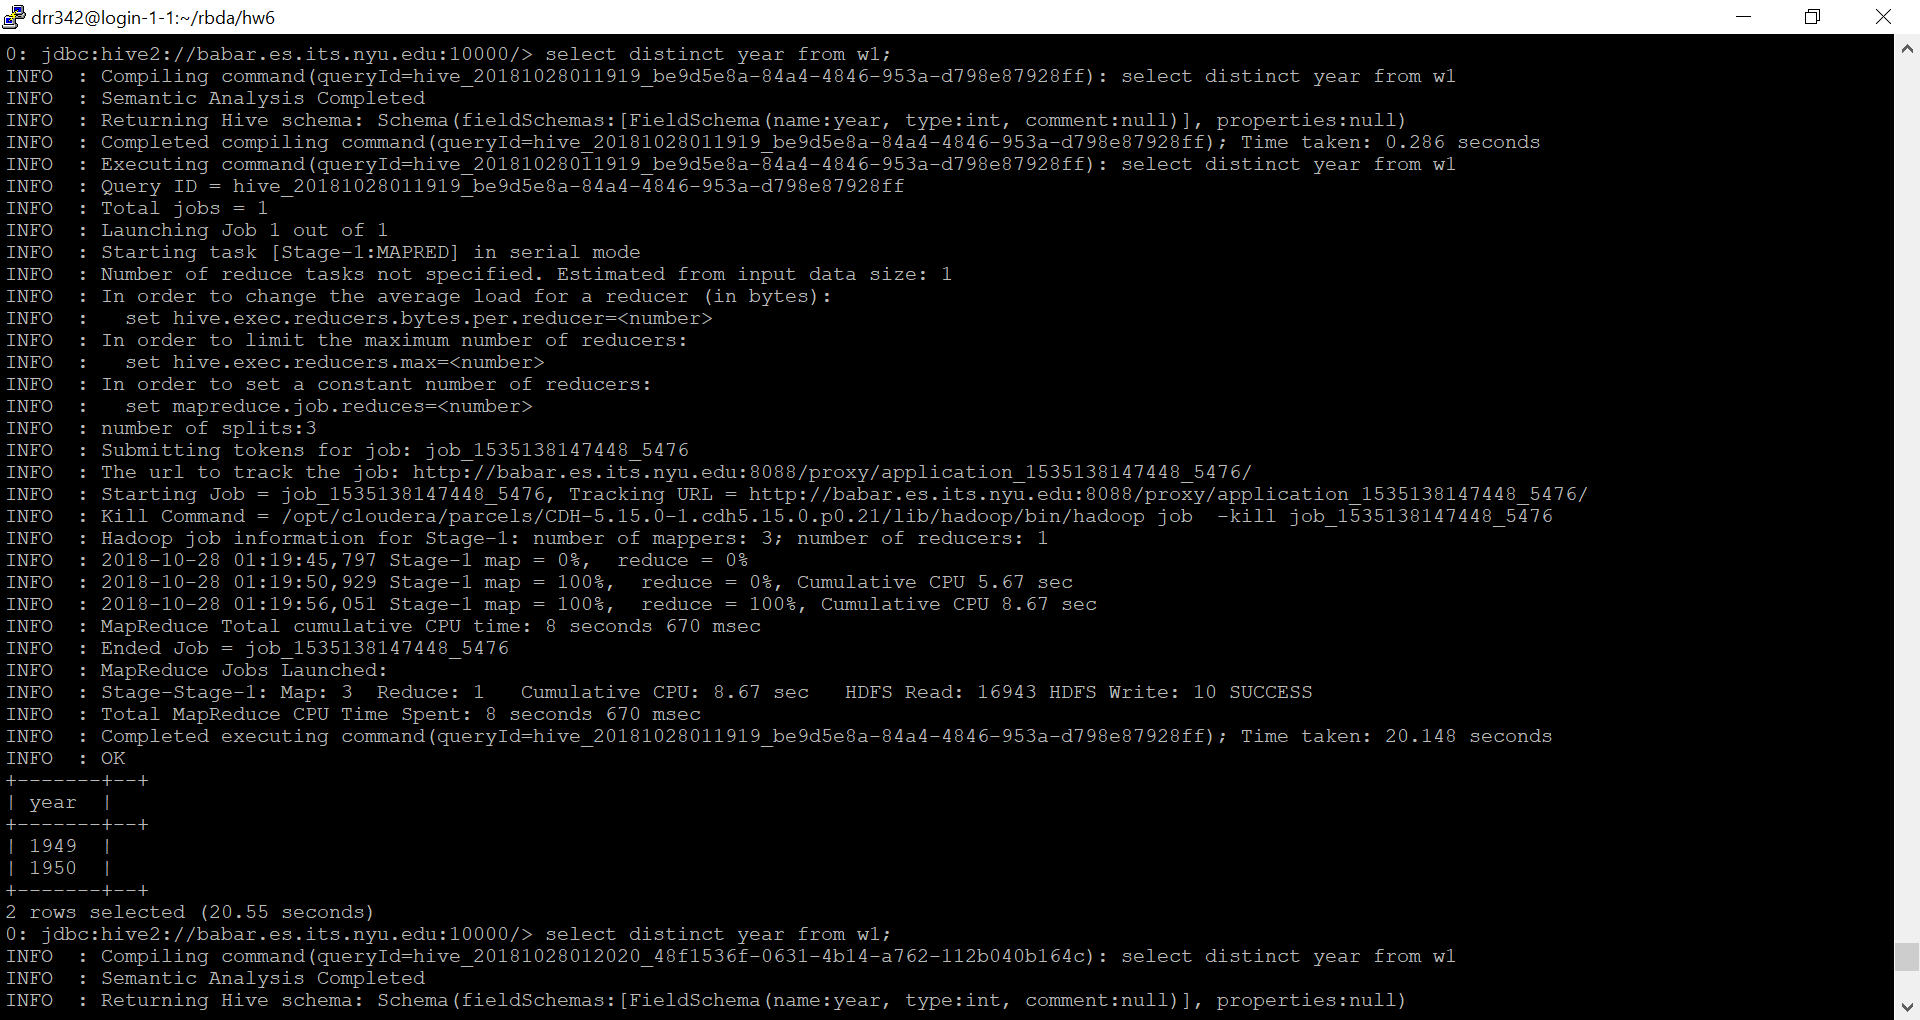 drr342@login-1-1:~/rbda/hw6
0: jdbc:hive2://babar.es.its.nyu.edu:10000/> select distinct year from w1;
INFO  : Compiling command(queryId=hive_20181028011919_be9d5e8a-84a4-4846-953a-d798e87928ff): select distinct year from w1
INFO  : Semantic Analysis Completed
INFO  : Returning Hive schema: Schema(fieldSchemas:[FieldSchema(name:year, type:int, comment:null)], properties:null)
INFO  : Completed compiling command(queryId=hive_20181028011919_be9d5e8a-84a4-4846-953a-d798e87928ff); Time taken: 0.286 seconds
INFO  : Executing command(queryId=hive_20181028011919_be9d5e8a-84a4-4846-953a-d798e87928ff): select distinct year from w1
INFO  : Query ID = hive_20181028011919_be9d5e8a-84a4-4846-953a-d798e87928ff
INFO  : Total jobs = 1
INFO  : Launching Job 1 out of 1
INFO  : Starting task [Stage-1:MAPRED] in serial mode
INFO  : Number of reduce tasks not specified. Estimated from input data size: 1
INFO  : In order to change the average load for a reducer (in bytes):
INFO  :   set hive.exec.reducers.bytes.per.reducer=<number>
INFO  : In order to limit the maximum number of reducers:
INFO  :   set hive.exec.reducers.max=<number>
INFO  : In order to set a constant number of reducers:
INFO  :   set mapreduce.job.reduces=<number>
INFO  : number of splits:3
INFO  : Submitting tokens for job: job_1535138147448_5476
INFO  : The url to track the job: http://babar.es.its.nyu.edu:8088/proxy/application_1535138147448_5476/
INFO  : Starting Job = job_1535138147448_5476, Tracking URL = http://babar.es.its.nyu.edu:8088/proxy/application_1535138147448_5476/
INFO  : Kill Command = /opt/cloudera/parcels/CDH-5.15.0-1.cdh5.15.0.p0.21/lib/hadoop/bin/hadoop job  -kill job_1535138147448_5476
INFO  : Hadoop job information for Stage-1: number of mappers: 3; number of reducers: 1
INFO  : 2018-10-28 01:19:45,797 Stage-1 map = 0%,  reduce = 0%
INFO  : 2018-10-28 01:19:50,929 Stage-1 map = 100%,  reduce = 0%, Cumulative CPU 5.67 sec
INFO  : 2018-10-28 01:19:56,051 Stage-1 map = 100%,  reduce = 100%, Cumulative CPU 8.67 sec
INFO  : MapReduce Total cumulative CPU time: 8 seconds 670 msec
INFO  : Ended Job = job_1535138147448_5476
INFO  : MapReduce Jobs Launched:
INFO  : Stage-Stage-1: Map: 3  Reduce: 1   Cumulative CPU: 8.67 sec   HDFS Read: 16943 HDFS Write: 10 SUCCESS
INFO  : Total MapReduce CPU Time Spent: 8 seconds 670 msec
INFO  : Completed executing command(queryId=hive_20181028011919_be9d5e8a-84a4-4846-953a-d798e87928ff); Time taken: 20.148 seconds
INFO  : OK
+-------+--+
| year  |
+-------+--+
| 1949  |
| 1950  |
+-------+--+
2 rows selected (20.55 seconds)
0: jdbc:hive2://babar.es.its.nyu.edu:10000/> select distinct year from w1;
INFO  : Compiling command(queryId=hive_20181028012020_48f1536f-0631-4b14-a762-112b040b164c): select distinct year from w1
INFO  : Semantic Analysis Completed
INFO  : Returning Hive schema: Schema(fieldSchemas:[FieldSchema(name:year, type:int, comment:null)], properties:null)